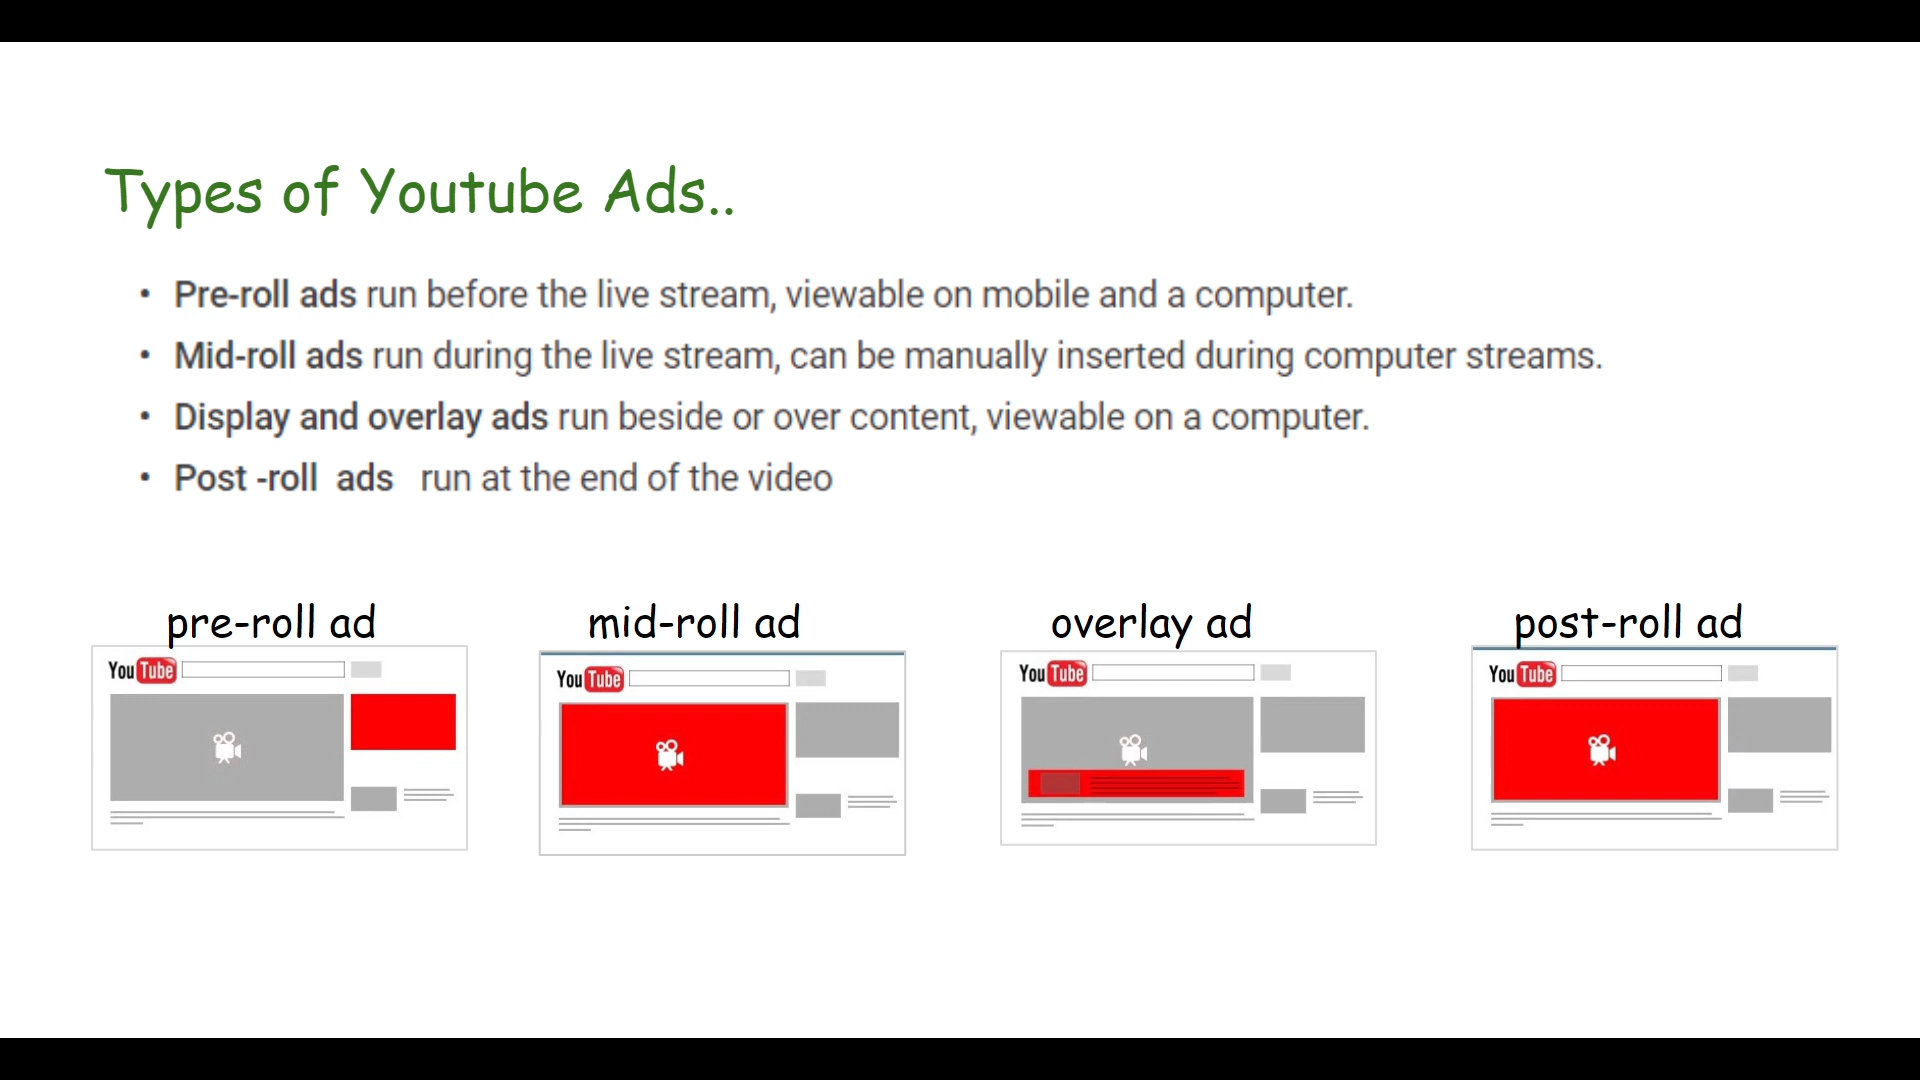 Types of Youtube Ads..
• Pre-roll ads run before the live stream, viewable on mobile and a computer.
• Mid-roll ads run during the live stream, can be manually inserted during computer streams.
• Display and overlay ads run beside or over content, viewable on a computer.
• Post -roll ads run at the end of the video
pre-roll ad
mid-roll ad
overlay ad
post-roll ad
YouTube
YouTube
YouTube
YouTube